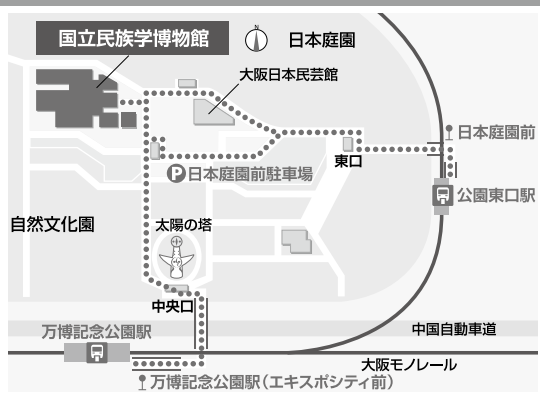 N
国立民族学博物館
日本庭園
大阪日本民芸館
日本庭園前
東口
P日本庭園前駐車場
公園東口駅
自然文化園
太陽の塔
中央口
万博記念公園駅
中国自動車道
大阪モノレール
万博記念公園駅（エキスポシティ前）